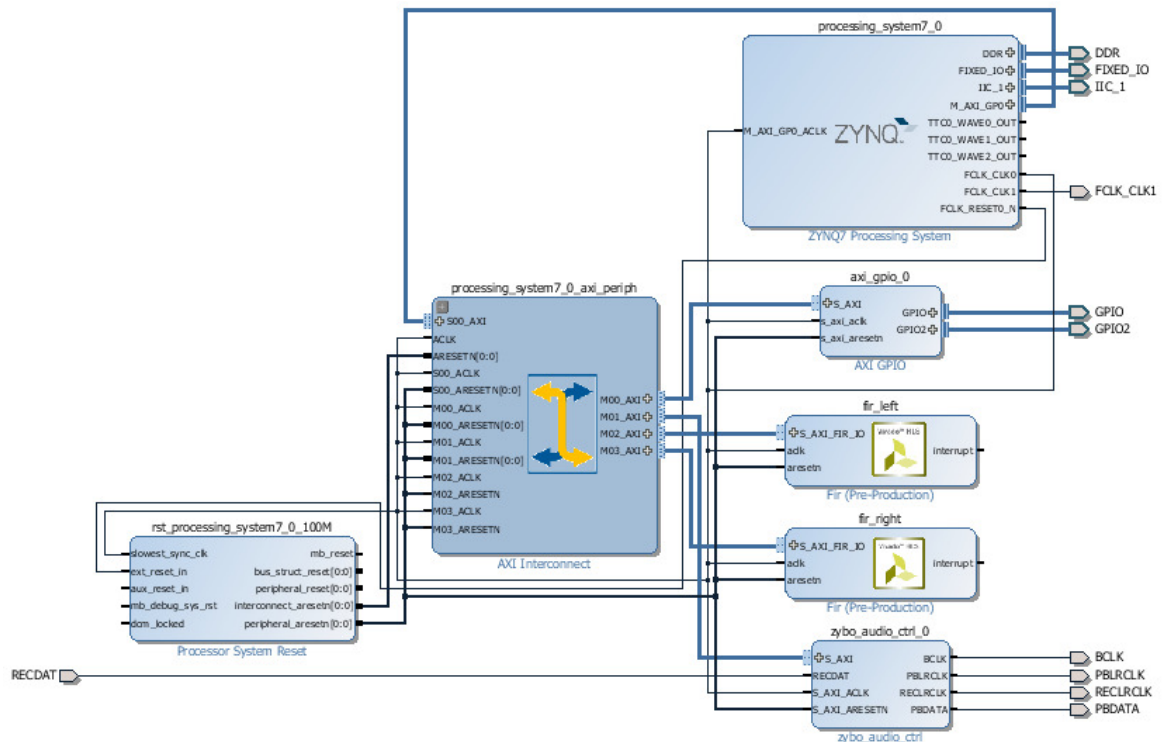 processing_system7_0
DDR
FIXED_IO
IIC_1
M_AXI_GP0
TTC0_WAVE0_OUT
TTC0_WAVE1_OUT
TTC0_WAVE2_OUT
FCLK_CLK0
FCLK_CLK1
FCLK_RESET0_N
M_AXI_GP0_ACLK
ZYNQ
ZYNQ7 Processing System
DDR
FIXED_IO
IIC_1
FCLK_CLK1
processing_system7_0_axi_periph
S00_AXI
ACLK
ARESETN[0:0]
S00_ACLK
S00_ARESETN[0:0]
M00_ACLK
M00_ARESETN[0:0]
M01_ACLK
M01_ARESETN[0:0]
M02_ACLK
M02_ARESETN
M03_ACLK
M03_ARESETN
M00_AXI
M01_AXI
M02_AXI
M03_AXI
AXI Interconnect
axi_gpio_0
S_AXI
s_axi_aclk
s_axi_aresetn
GPIO
GPIO2
AXI GPIO
GPIO
GPIO2
fir_left
S_AXI_FIR_IO
aclk
aresetn
interrupt
Fir (Pre-Production)
fir_right
S_AXI_FIR_IO
aclk
aresetn
interrupt
Fir (Pre-Production)
rst_processing_system7_0_100M
slowest_sync_clk
ext_reset_in
aux_reset_in
mb_debug_sys_rst
dcm_locked
mb_reset
bus_struct_reset[0:0]
peripheral_reset[0:0]
interconnect_aresetn[0:0]
peripheral_aresetn[0:0]
Processor System Reset
RECDAT
zybo_audio_ctrl_0
S_AXI
RECDAT
S_AXI_ACLK
S_AXI_ARESETN
BCLK
PBLRCLK
RECLRCLK
PBDATA
zybo_audio_ctrl
BCLK
PBLRCLK
RECLRCLK
PBDATA